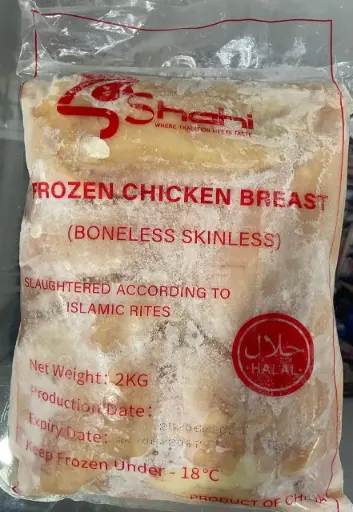 Shahi
WHERE TRADITION MEETS TASTE
FROZEN CHICKEN BREAST
(BONELESS SKINLESS)
SLAUGHTERED ACCORDING TO
ISLAMIC RITES
حلال
HALAL
Net Weight: 2KG
Production Date:
Expiry Date:
Keep Frozen Under - 18°C
PRODUCT OF CHINA